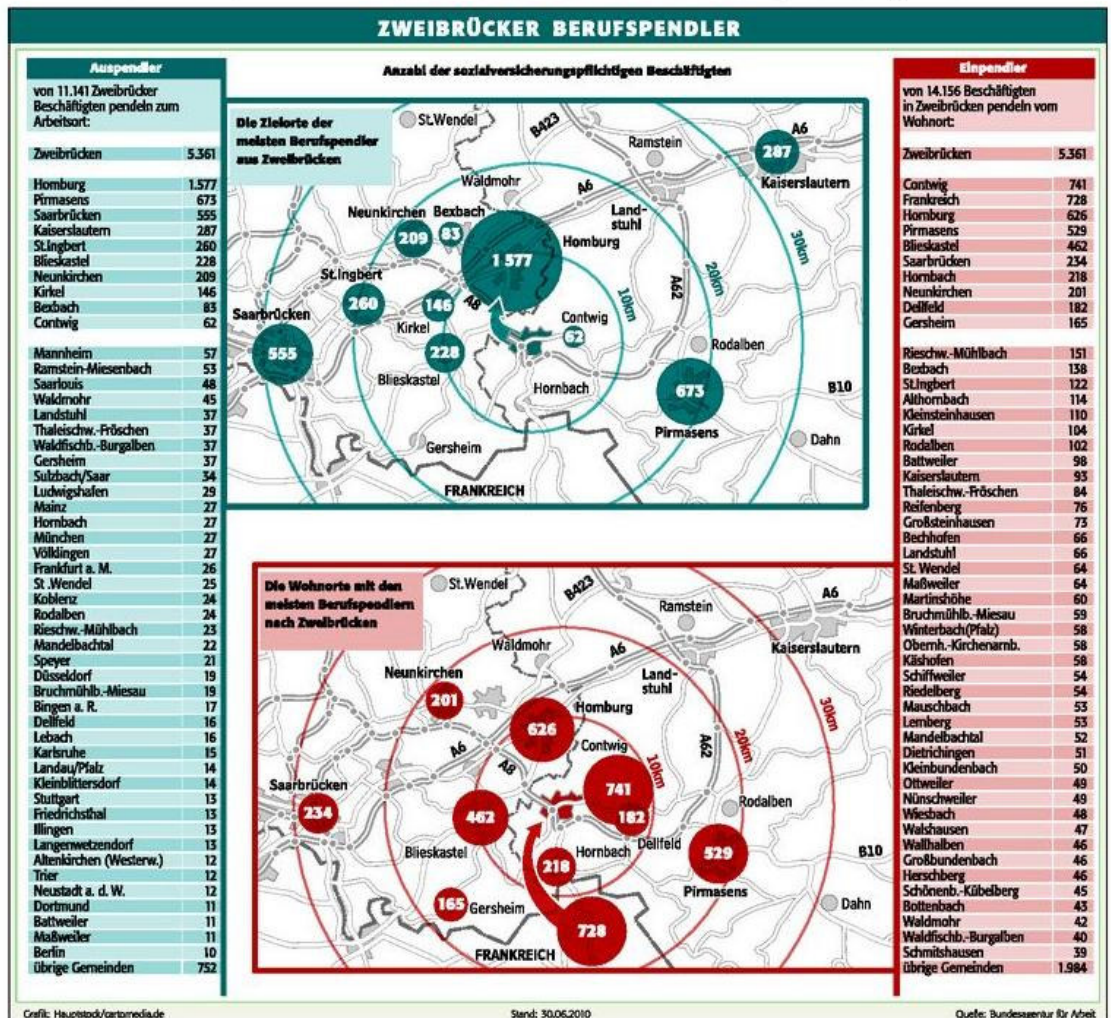 ZWEIBRÜCKER BERUFSPENDLER
Auspendler
von 11.141 Zweibrücker
Beschäftigten pendeln zum
Arbeitsort:
Zweibrücken 5.361
Homburg 1.577
Pirmasens 673
Saarbrücken 555
Kaiserslautern 287
St.Ingbert 260
Blieskastel 228
Neunkirchen 209
Kirkel 146
Bexbach 83
Contwig 62
Mannheim 57
Ramstein-Miesenbach 53
Saarlouis 48
Waldmohr 45
Landstuhl 37
Thaleischw.-Fröschen 37
Waldfischb.-Burgalben 37
Gersheim 37
Sulzbach/Saar 34
Ludwigshafen 29
Mainz 27
Hornbach 27
München 27
Völklingen 27
Frankfurt a. M. 26
St .Wendel 25
Koblenz 24
Rodalben 24
Rieschw.-Mühlbach 23
Mandelbachtal 22
Speyer 21
Düsseldorf 19
Bruchmühlb.-Miesau 19
Bingen a. R. 17
Dellfeld 16
Lebach 16
Karlsruhe 15
Landau/Pfalz 14
Kleinblittersdorf 14
Stuttgart 13
Friedrichsthal 13
Illingen 13
Langenwetzendorf 13
Altenkirchen (Westerw.) 12
Trier 12
Neustadt a. d. W. 12
Dortmund 11
Battweiler 11
Maßweiler 11
Berlin 10
übrige Gemeinden 752
Anzahl der sozialversicherungspflichtigen Beschäftigten
Die Zielorte der
meisten Berufspendler
aus Zweibrücken
St.Wendel
B423
Ramstein
A6
287
Kaiserslautern
Waldmohr
A6
Land-
stuhl
30km
Neunkirchen
Bexbach
209
83
Homburg
1 577
20km
St.Ingbert
260
146
A8
10km
A62
Saarbrücken
Kirkel
Contwig
62
555
228
Rodalben
Blieskastel
Hornbach
673
B10
Pirmasens
Gersheim
Dahn
FRANKREICH
Die Wohnorte mit den
meisten Berufspendlern
nach Zweibrücken
St.Wendel
B423
Ramstein
A6
Kaiserslautern
Waldmohr
A6
Land-
stuhl
30km
Neunkirchen
201
Homburg
626
Contwig
A6
A8
10km
20km
A62
Saarbrücken
741
234
462
182
Rodalben
Blieskastel
Dellfeld
529
B10
218
Hornbach
Pirmasens
165
Gersheim
Dahn
728
FRANKREICH
Einpendler
von 14.156 Beschäftigten
in Zweibrücken pendeln vom
Wohnort:
Zweibrücken 5.361
Contwig 741
Frankreich 728
Homburg 626
Pirmasens 529
Blieskastel 462
Saarbrücken 234
Hornbach 218
Neunkirchen 201
Dellfeld 182
Gersheim 165
Rieschw.-Mühlbach 151
Bexbach 138
St.Ingbert 122
Althornbach 114
Kleinsteinhausen 110
Kirkel 104
Rodalben 102
Battweiler 98
Kaiserslautern 93
Thaleischw.-Fröschen 84
Reifenberg 76
Großsteinhausen 73
Bechhofen 66
Landstuhl 66
St. Wendel 64
Maßweiler 64
Martinshöhe 60
Bruchmühlb.-Miesau 59
Winterbach(Pfalz) 58
Obernh.-Kirchenarnb. 58
Käshofen 58
Schiffweiler 54
Riedelberg 54
Mauschbach 53
Lemberg 53
Mandelbachtal 52
Dietrichingen 51
Kleinbundenbach 50
Ottweiler 49
Nünschweiler 49
Wiesbach 48
Walshausen 47
Wallhalben 46
Großbundenbach 46
Herschberg 46
Schönenb.-Kübelberg 45
Bottenbach 43
Waldmohr 42
Waldfischb.-Burgalben 40
Schmitshausen 39
übrige Gemeinden 1.984
Grafik: Hauptstock/cartomedia.de
Stand: 30.06.2010
Quelle: Bundesagentur für Arbeit